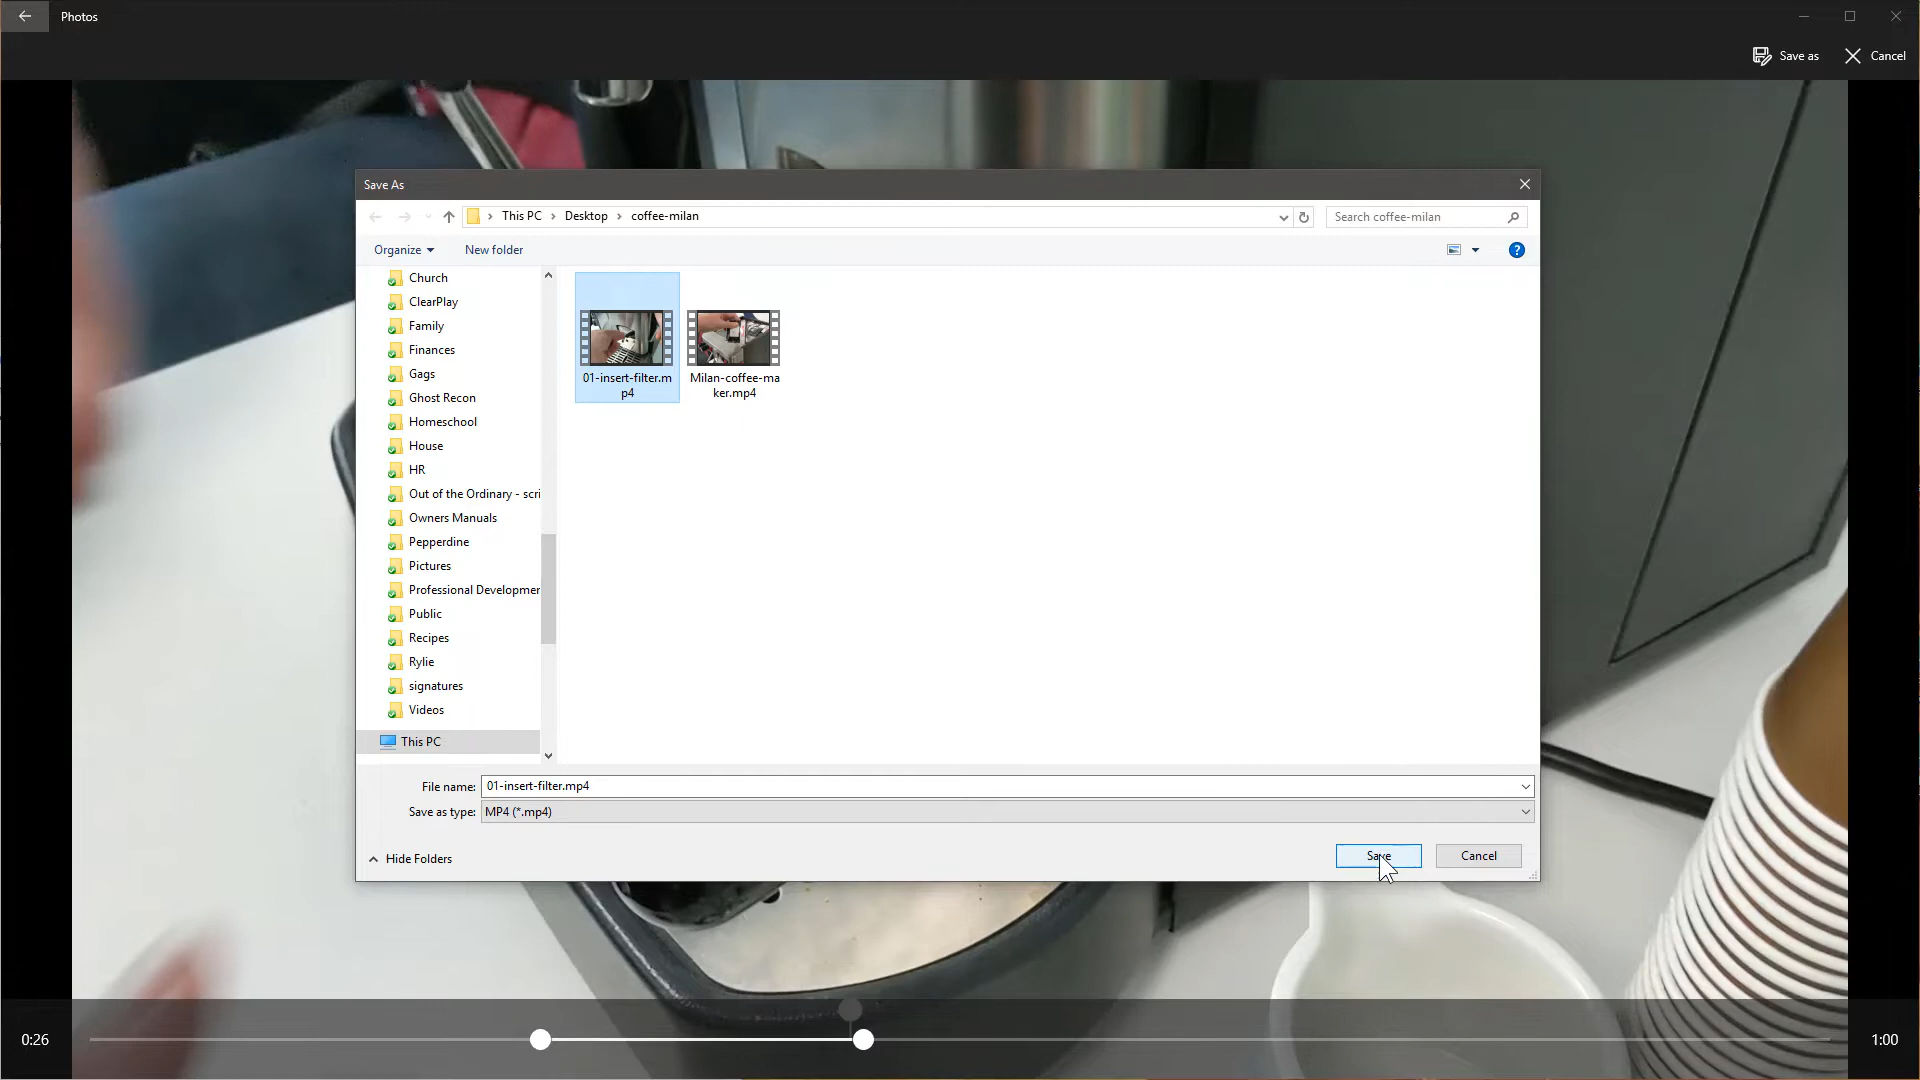 Photos
Save as
Cancel
Save As
This PC
Desktop
coffee-milan
Search coffee-milan
Organize
New folder
Church
ClearPlay
Family
Finances
Gags
Ghost Recon
Homeschool
House
HR
Out of the Ordinary - scri
Owners Manuals
Pepperdine
Pictures
Professional Developmer
Public
Recipes
Rylie
signatures
Videos
This PC
01-insert-filter.m
p4
Milan-coffee-ma
ker.mp4
File name:
01-insert-filter.mp4
Save as type:
MP4 (*.mp4)
Hide Folders
Save
Cancel
0:26
1:00